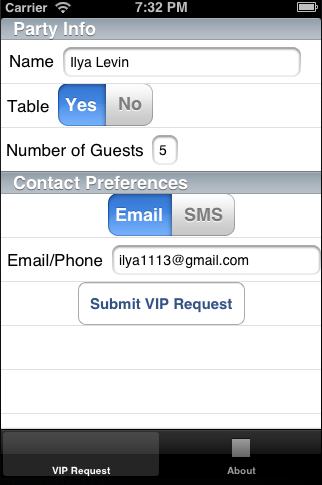 Carrier 7:32 PM
Party Info
Name Ilya Levin
Table Yes No
Number of Guests 5
Contact Preferences
Email SMS
Email/Phone ilya1113@gmail.com
Submit VIP Request
VIP Request About